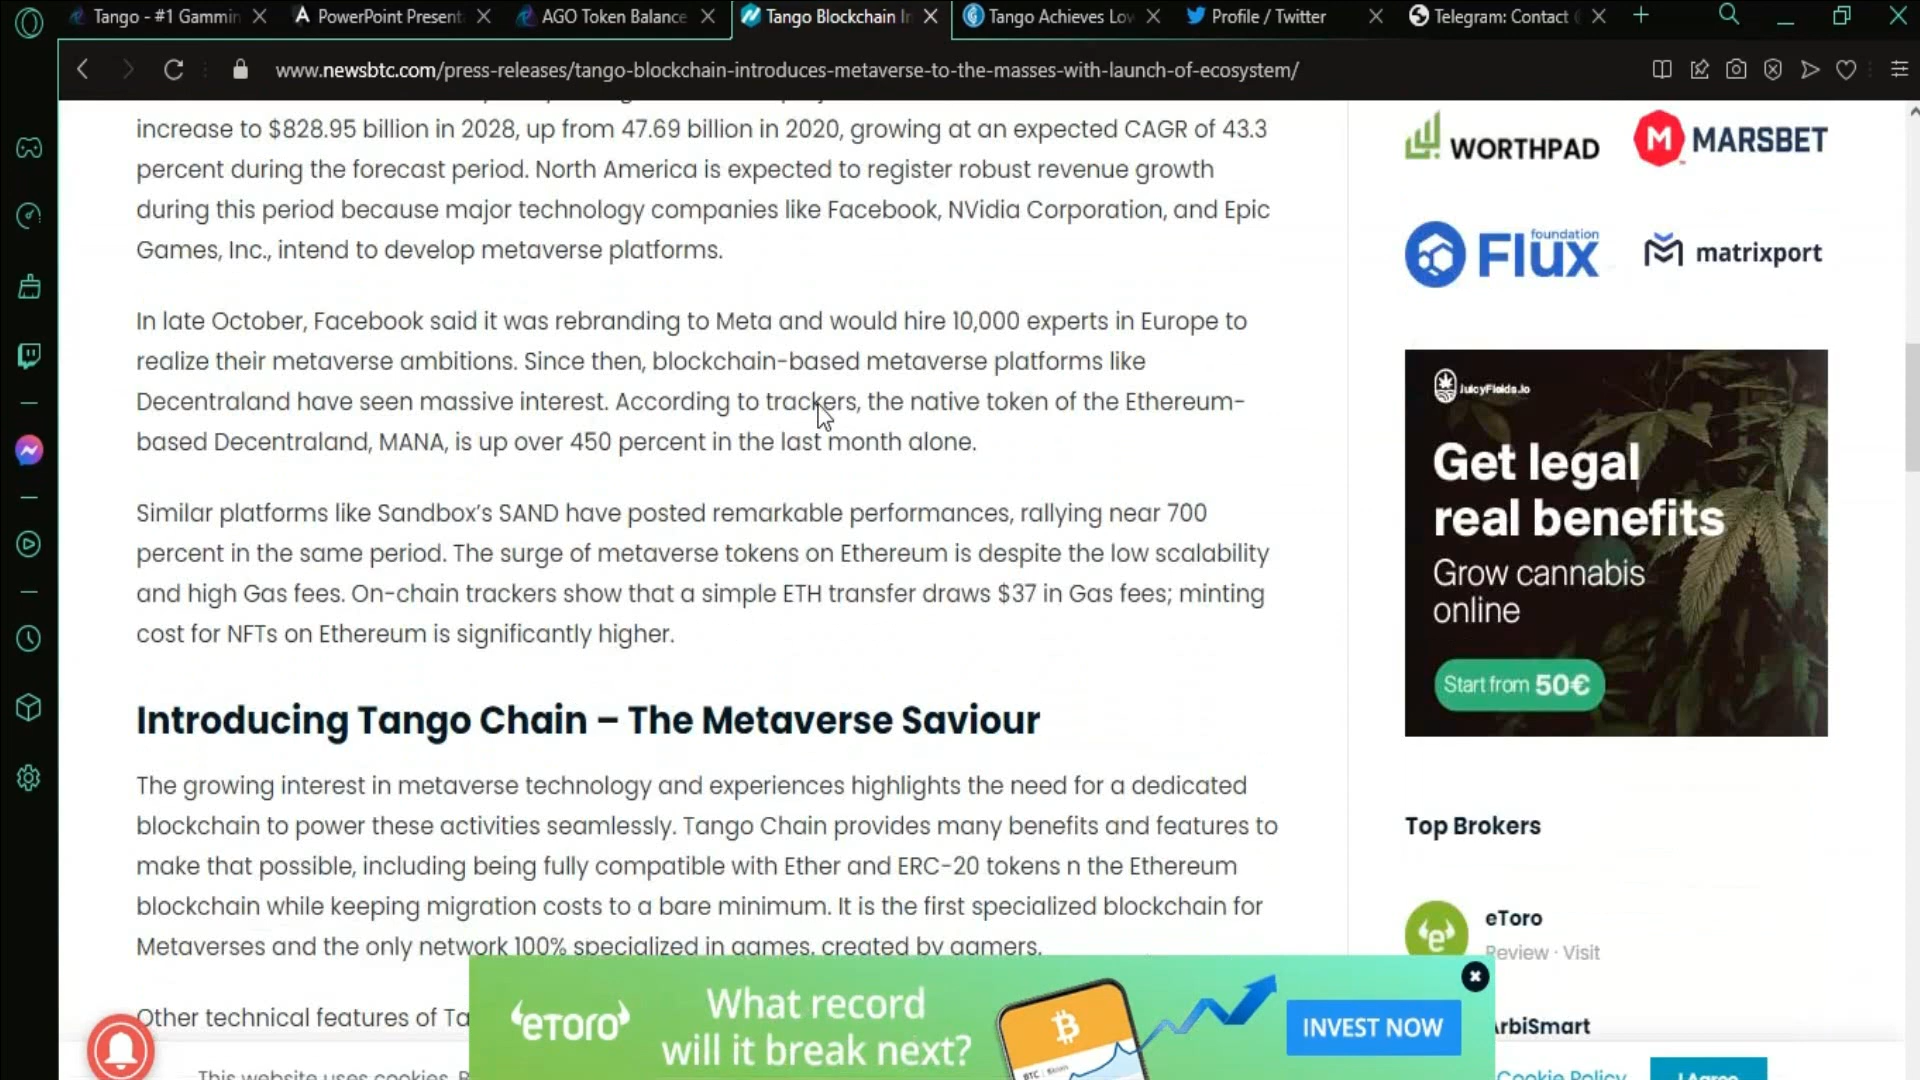 Tango - #1 Gammin
PowerPoint Present
AGO Token Balance
Tango Blockchain I
Tango Achieves Lo
Profile / Twitter
Telegram: Contact
www.newsbtc.com/press-releases/tango-blockchain-introduces-metaverse-to-the-masses-with-launch-of-ecosystem/
increase to $828.95 billion in 2028, up from 47.69 billion in 2020, growing at an expected CAGR of 43.3
percent during the forecast period. North America is expected to register robust revenue growth
during this period because major technology companies like Facebook, NVidia Corporation, and Epic
Games, Inc., intend to develop metaverse platforms.
In late October, Facebook said it was rebranding to Meta and would hire 10,000 experts in Europe to
realize their metaverse ambitions. Since then, blockchain-based metaverse platforms like
Decentraland have seen massive interest. According to trackers, the native token of the Ethereum-
based Decentraland, MANA, is up over 450 percent in the last month alone.
Similar platforms like Sandbox’s SAND have posted remarkable performances, rallying near 700
percent in the same period. The surge of metaverse tokens on Ethereum is despite the low scalability
and high Gas fees. On-chain trackers show that a simple ETH transfer draws $37 in Gas fees; minting
cost for NFTs on Ethereum is significantly higher.
Introducing Tango Chain – The Metaverse Saviour
The growing interest in metaverse technology and experiences highlights the need for a dedicated
blockchain to power these activities seamlessly. Tango Chain provides many benefits and features to
make that possible, including being fully compatible with Ether and ERC-20 tokens n the Ethereum
blockchain while keeping migration costs to a bare minimum. It is the first specialized blockchain for
Metaverses and the only network 100% specialized in games, created by gamers.
Other technical features of Ta
This website uses cookies.
WORTHPAD
M MARSBET
Flux foundation
matrixport
JuicyFields.io
Get legal
real benefits
Grow cannabis
online
Start from 50€
Top Brokers
eToro
Review · Visit
ArbiSmart
Cookie Policy
I Agree
eToro
What record
will it break next?
BTC | Bitcoin
INVEST NOW